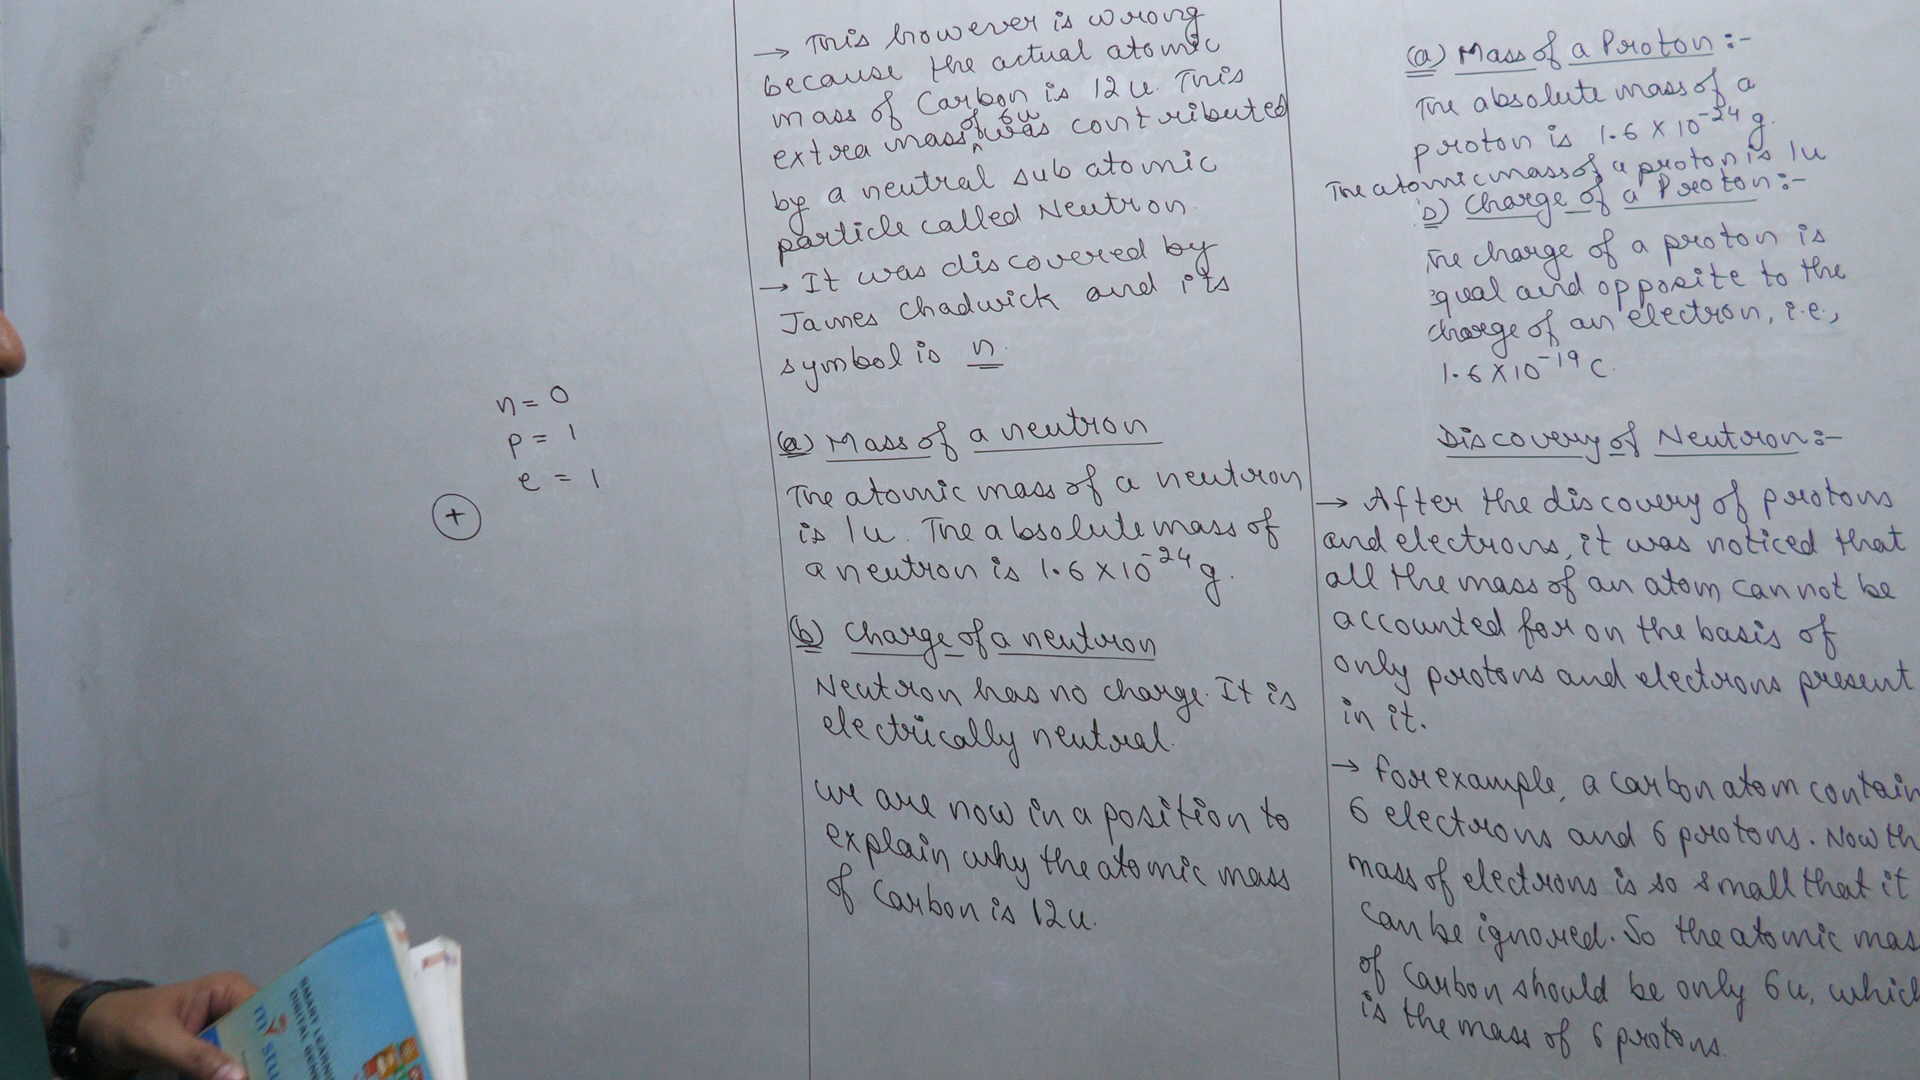 n = 0
p = 1
e = 1
+
→ This however is wrong
because the actual atomic
mass of Carbon is 12 u. This
of 6u
extra mass ^ was contributed
by a neutral sub atomic
particle called Neutron.
→ It was discovered by
James Chadwick and its
symbol is n.
(a) Mass of a neutron
The atomic mass of a neutron
is 1u. The absolute mass of
a neutron is 1.6 X 10⁻²⁴ g.
(b) Charge of a neutron
Neutron has no charge. It is
electrically neutral.
We are now in a position to
explain why the atomic mass
of Carbon is 12u.
(a) Mass of a Proton :-
The absolute mass of a
proton is 1.6 X 10⁻²⁴ g.
The atomic mass of a proton is 1u
b) Charge of a Proton :-
The charge of a proton is
qual and opposite to the
charge of an electron, i.e.,
1.6 X 10⁻¹⁹ C.
Discovery of Neutron :-
→ After the discovery of protons
and electrons, it was noticed that
all the mass of an atom cannot be
accounted for on the basis of
only protons and electrons present
in it.
→ For example, a carbon atom contain
6 electrons and 6 protons. Now th
mass of electrons is so small that it
can be ignored. So the atomic mas
of Carbon should be only 6u, which
is the mass of 6 protons.
SMART LEARNIN
DIGITAL
my stu